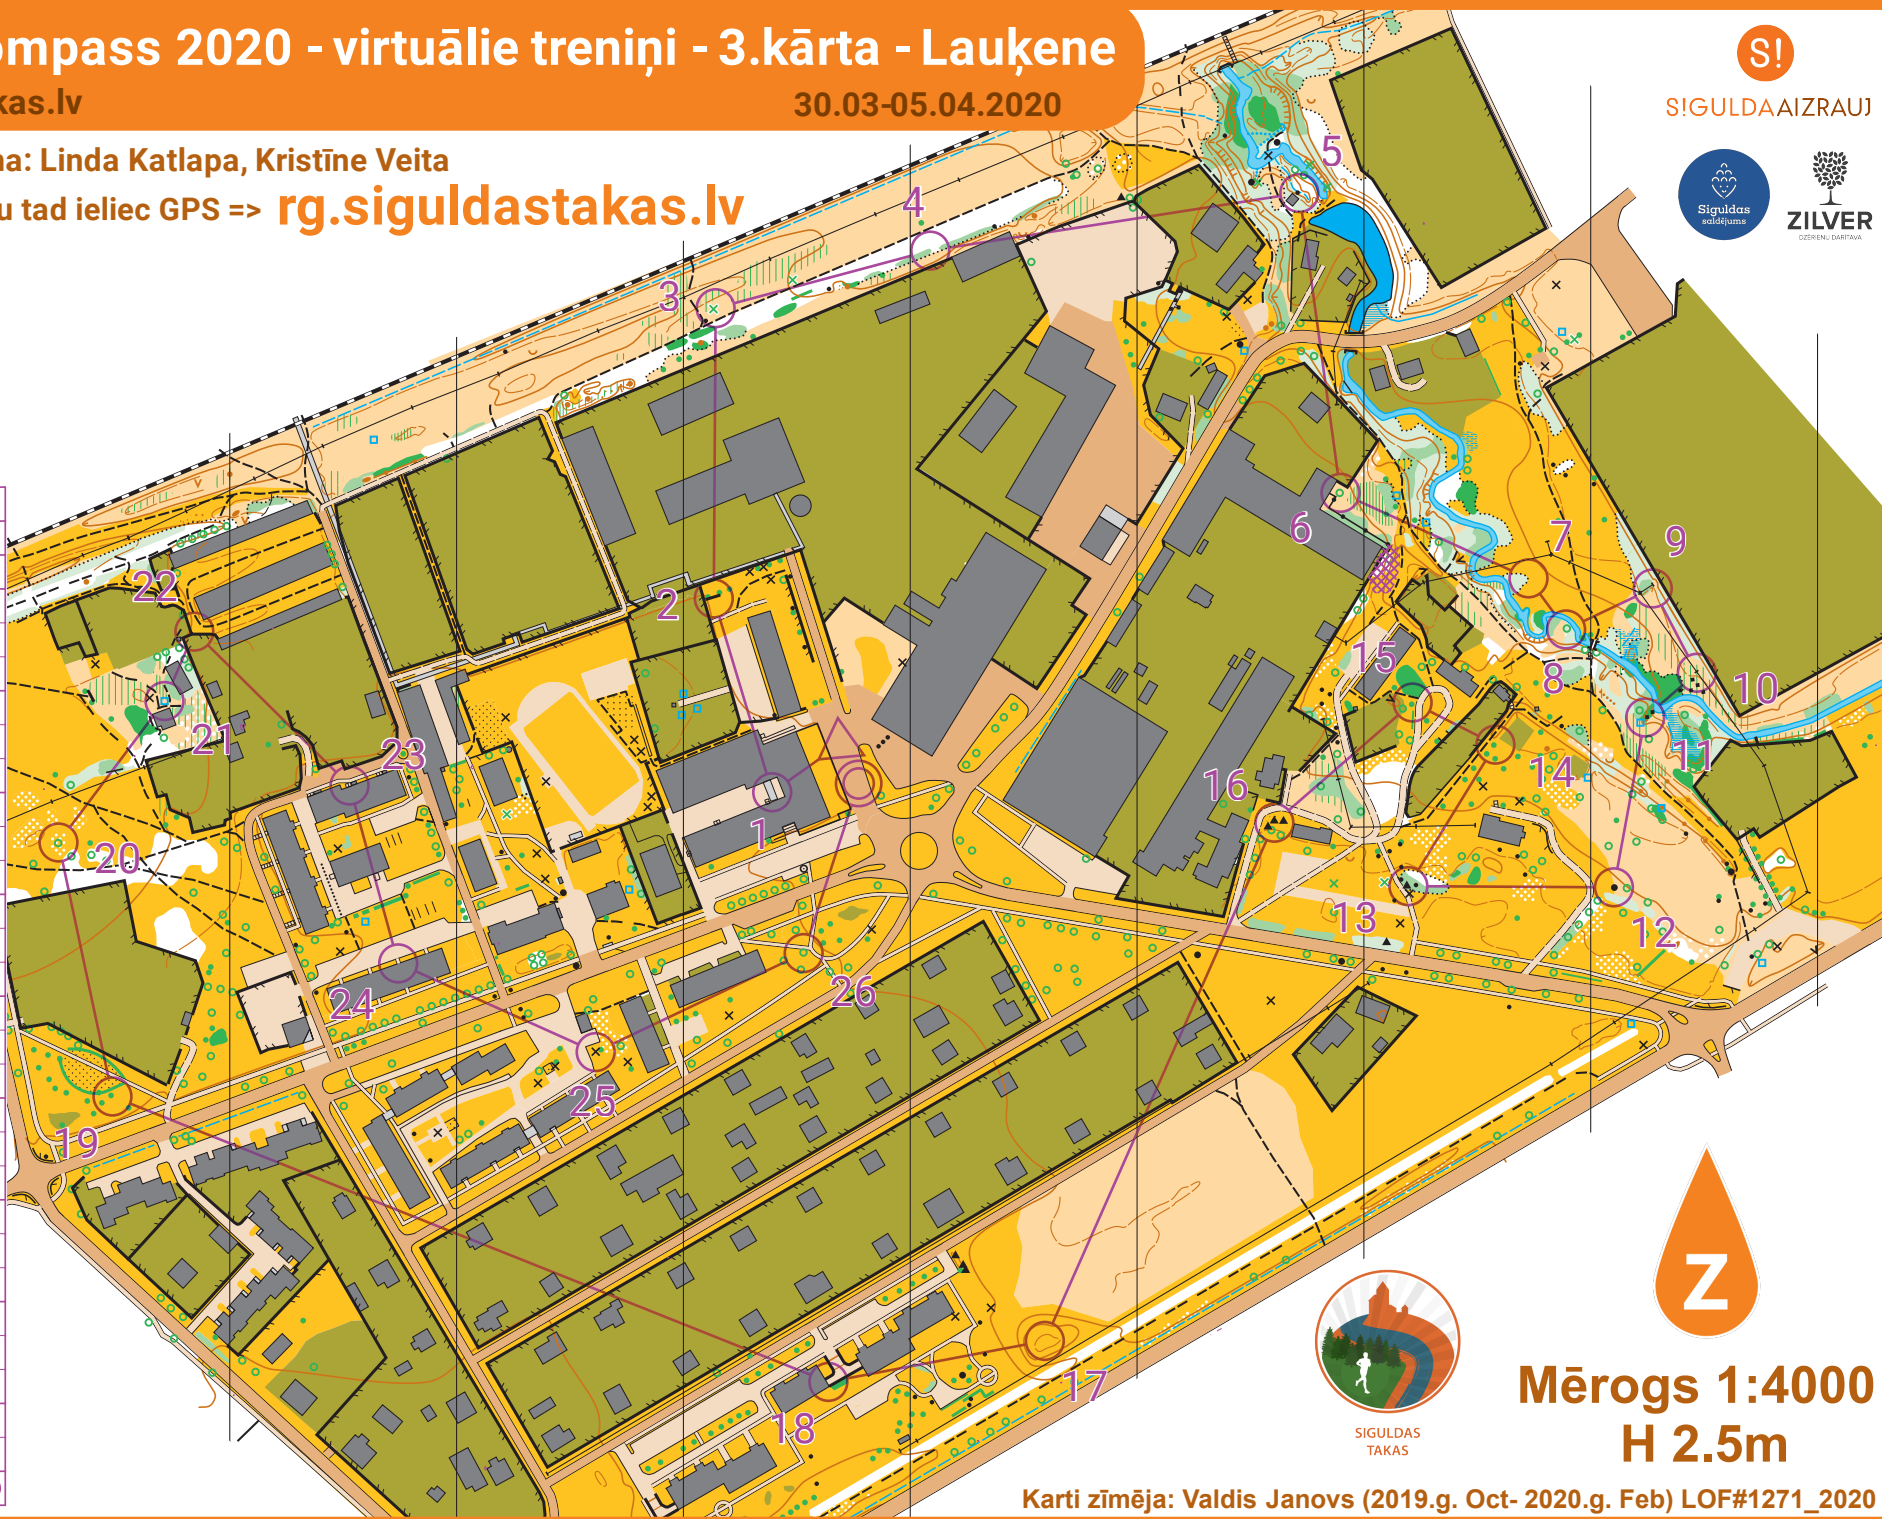 ompass 2020 - virtuālie treniņi - 3.kārta - Lauķene
kas.lv
30.03-05.04.2020
na: Linda Katlapa, Kristīne Veita
u tad ieliec GPS => rg.siguldastakas.lv
S!
S!GULDAAIZRAUJ
Siguldas
saldējums
ZILVER
DZĒRIENU DARĪTAVA
5
4
3
6
7
9
22
2
15
8
10
21
23
11
14
16
1
20
13
12
24
26
25
19
17
18
Z
Mērogs 1:4000
H 2.5m
SIGULDAS
TAKAS
Karti zīmēja: Valdis Janovs (2019.g. Oct- 2020.g. Feb) LOF#1271_2020